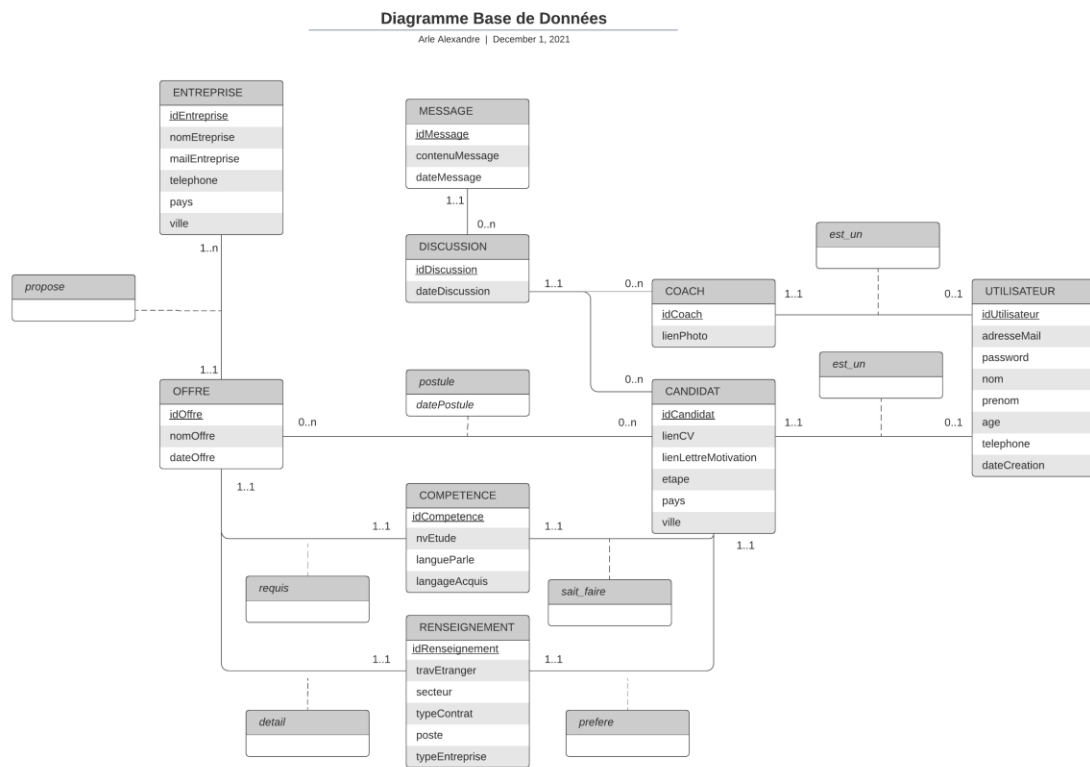 Diagramme Base de Données
Arle Alexandre | December 1, 2021
ENTREPRISE
idEntreprise
nomEtreprise
mailEntreprise
telephone
pays
ville
1..n
propose
1..1
MESSAGE
idMessage
contenuMessage
dateMessage
1..1
0..n
DISCUSSION
idDiscussion
dateDiscussion
1..1
0..n
0..n
COACH
idCoach
lienPhoto
1..1
est_un
0..1
UTILISATEUR
idUtilisateur
adresseMail
password
nom
prenom
age
telephone
dateCreation
est_un
1..1
0..1
OFFRE
idOffre
nomOffre
dateOffre
0..n
postule
datePostule
0..n
CANDIDAT
idCandidat
lienCV
lienLettreMotivation
etape
pays
ville
1..1
1..1
1..1
COMPETENCE
idCompetence
nvEtude
langueParle
langageAcquis
1..1
requis
sait_faire
1..1
RENSEIGNEMENT
idRenseignement
travEtranger
secteur
typeContrat
poste
typeEntreprise
1..1
detail
prefere